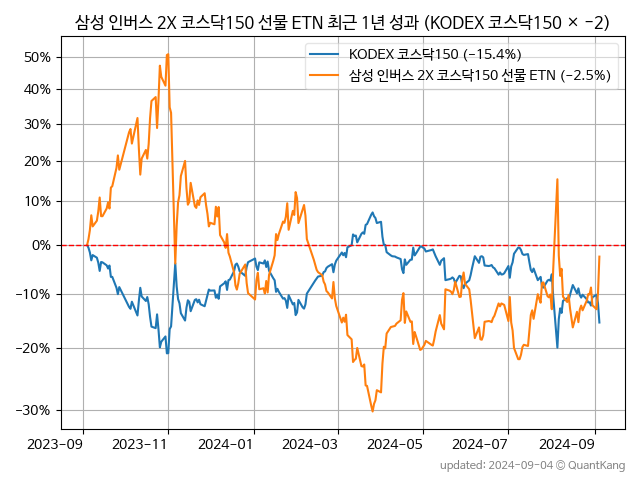 삼성 인버스 2X 코스닥150 선물 ETN 최근 1년 성과 (KODEX 코스닥150 × −2)
KODEX 코스닥150 (−15.4%)
삼성 인버스 2X 코스닥150 선물 ETN (−2.5%)
50%
40%
30%
20%
10%
0%
−10%
−20%
−30%
2023-09 2023-11 2024-01 2024-03 2024-05 2024-07 2024-09
updated: 2024-09-04 © QuantKang